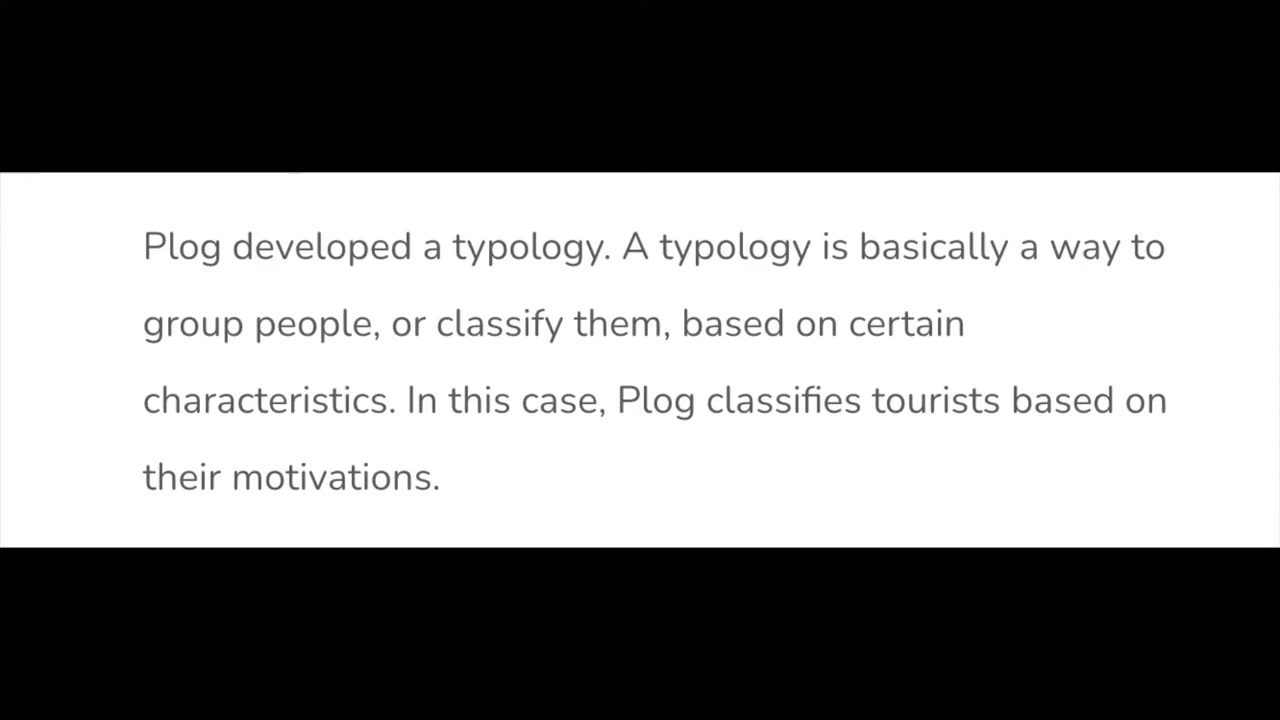 Plog developed a typology. A typology is basically a way to
group people, or classify them, based on certain
characteristics. In this case, Plog classifies tourists based on
their motivations.